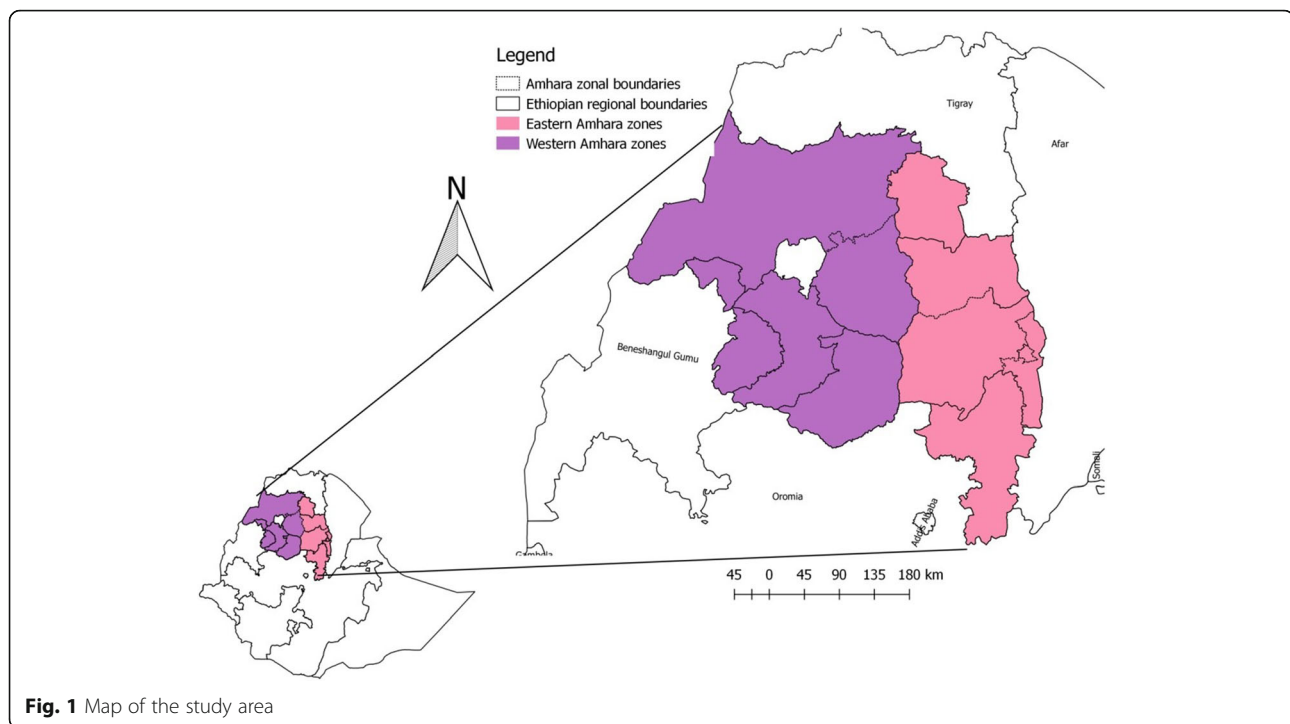 Legend
Amhara zonal boundaries
Ethiopian regional boundaries
Eastern Amhara zones
Western Amhara zones
N
Tigray
Afar
Beneshangul Gumu
Oromia
Addis Ababa
Somali
Gambella
45 0 45 90 135 180 km
Fig. 1 Map of the study area